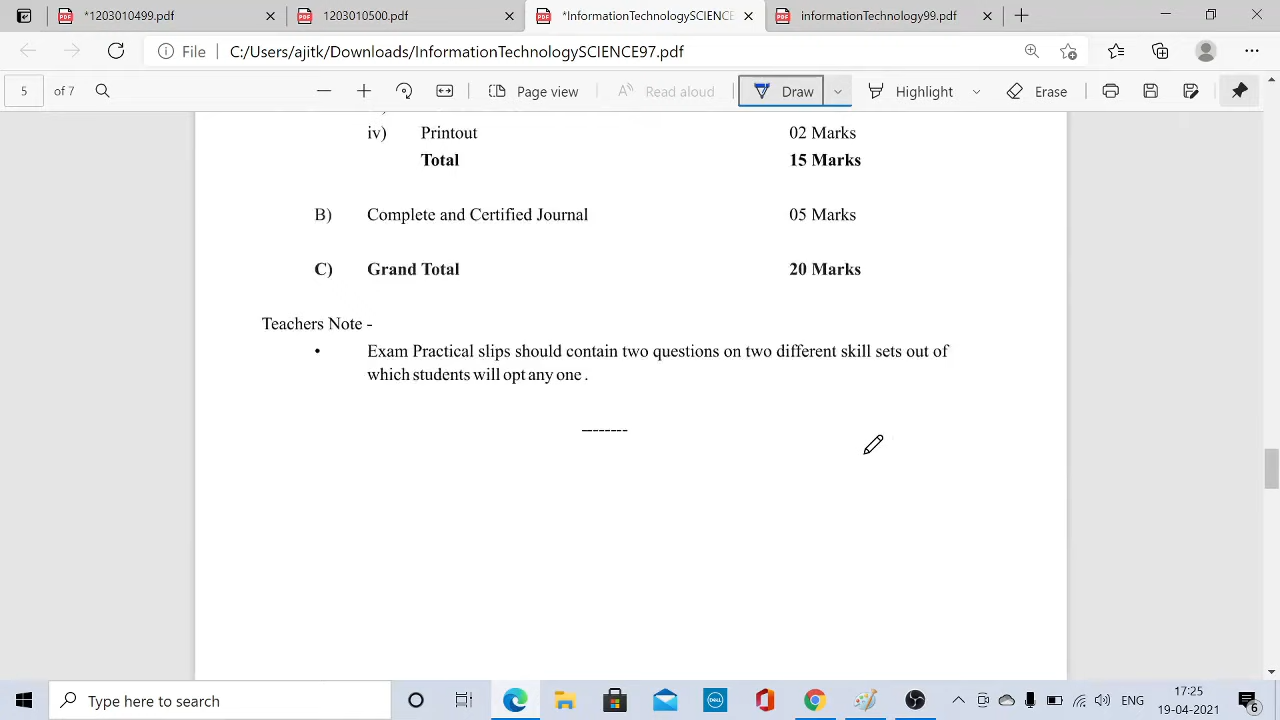 1203010499.pdf
1203010500.pdf
*InformationTechnologySCIENCE
InformationTechnology99.pdf
File
C:/Users/ajitk/Downloads/InformationTechnologySCIENCE97.pdf
5 of 7
Page view
Read aloud
Draw
Highlight
Erase
iv) Printout 02 Marks
Total 15 Marks
B) Complete and Certified Journal 05 Marks
C) Grand Total 20 Marks
Teachers Note -
• Exam Practical slips should contain two questions on two different skill sets out of
which students will opt any one .
--------
Type here to search
DELL
ENG
17:25
19-04-2021
6